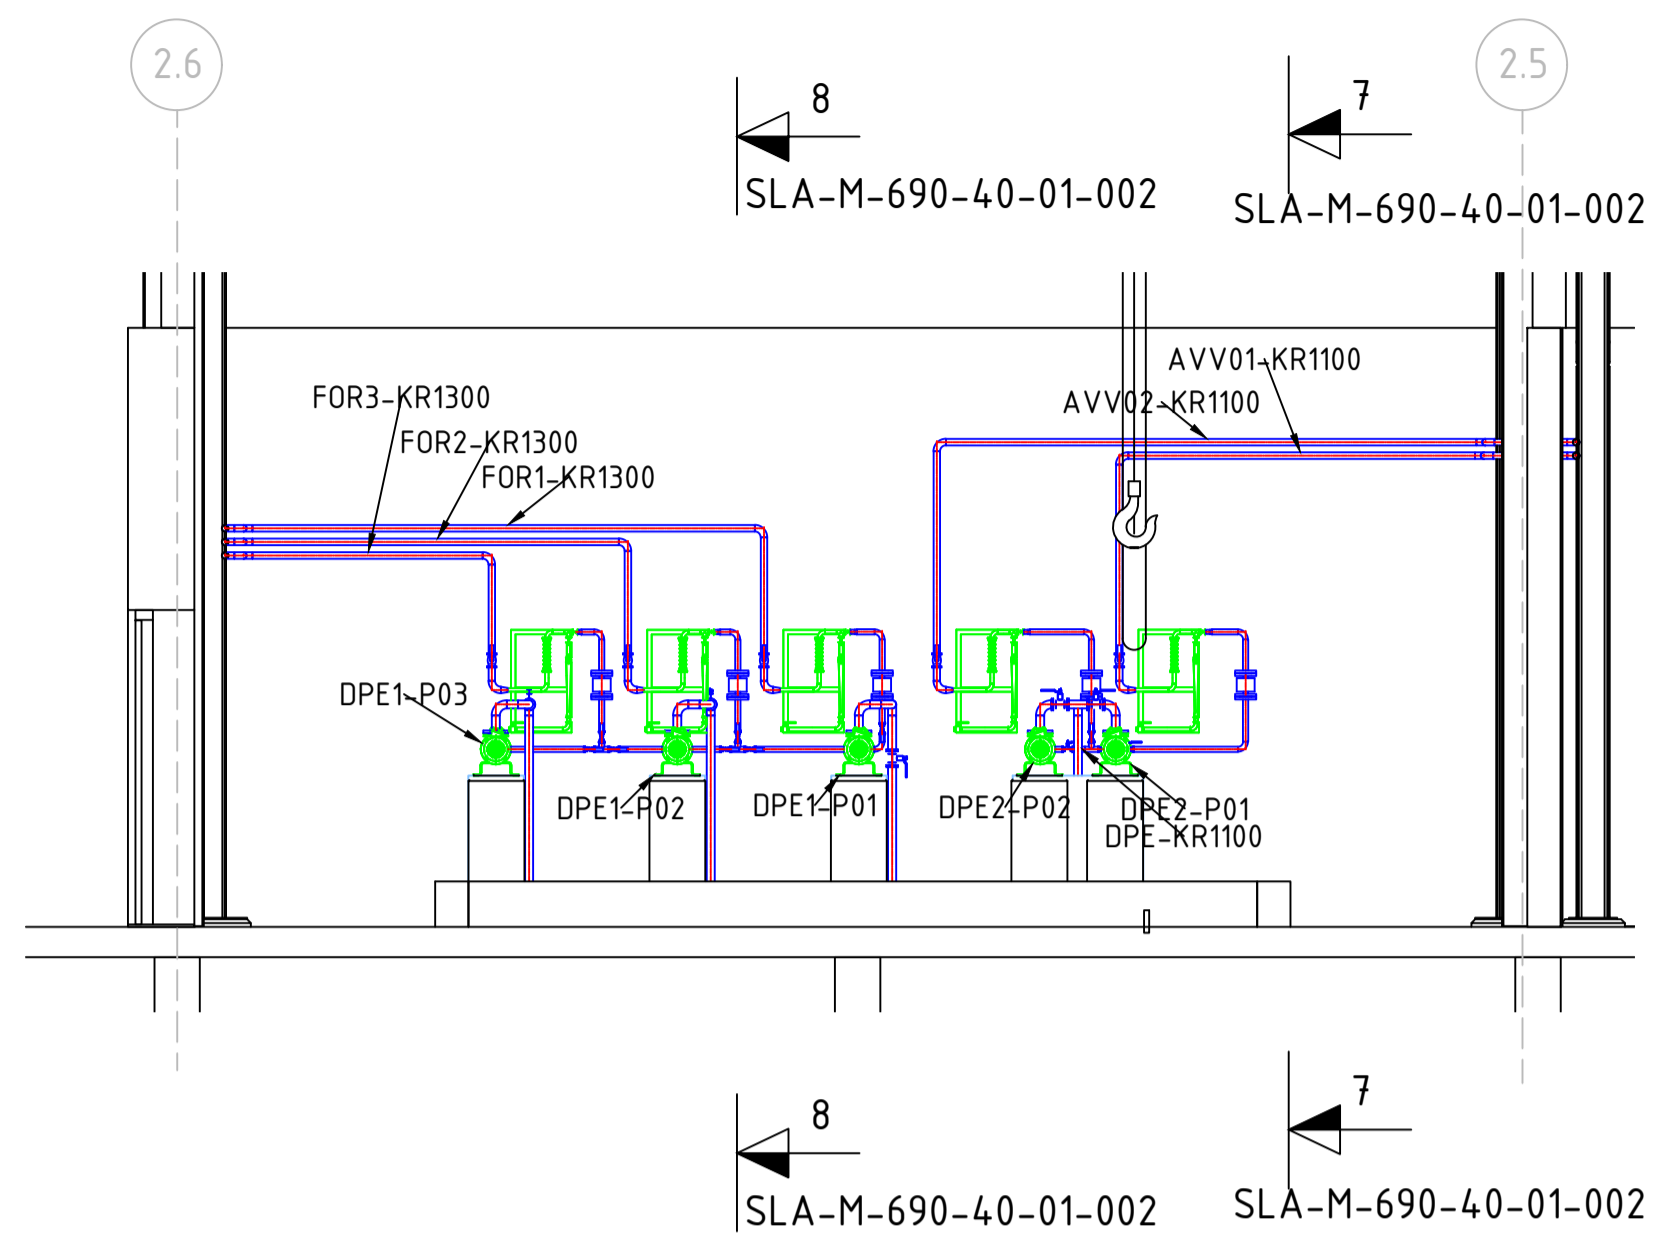 2.6
2.5
8
7
SLA-M-690-40-01-002
SLA-M-690-40-01-002
AVV01-KR1100
FOR3-KR1300
AVV02-KR1100
FOR2-KR1300
FOR1-KR1300
DPE1-P03
DPE1-P02
DPE1-P01
DPE2-P02
DPE2-P01
DPE-KR1100
8
7
SLA-M-690-40-01-002
SLA-M-690-40-01-002